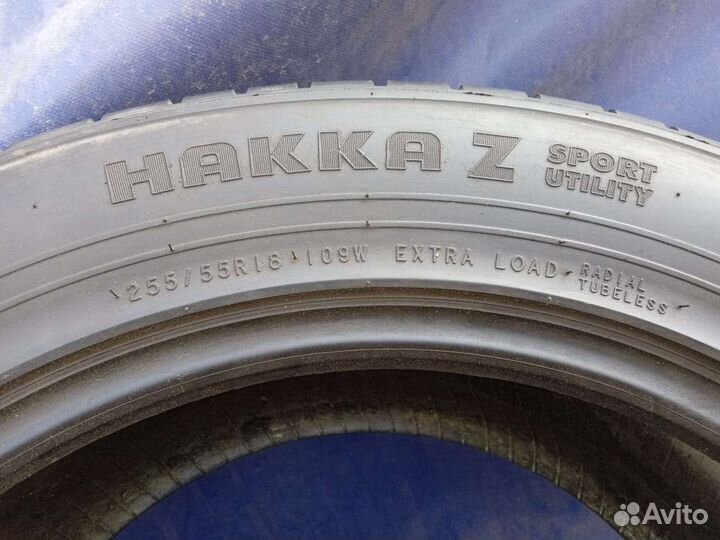 HAKKA Z SPORT
UTILITY
255/55R18 109W EXTRA LOAD RADIAL
TUBELESS
Avito